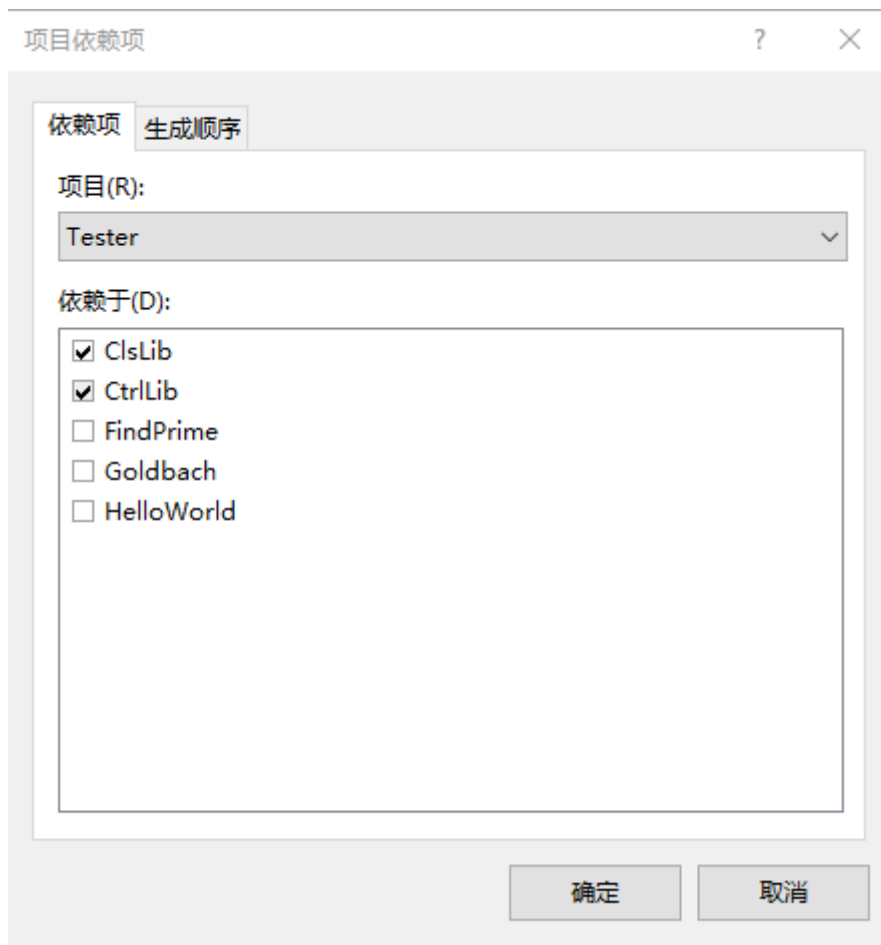 项目依赖项 ?
依赖项 生成顺序
项目(R):
Tester
依赖于(D):
ClsLib
CtrlLib
FindPrime
Goldbach
HelloWorld
确定 取消